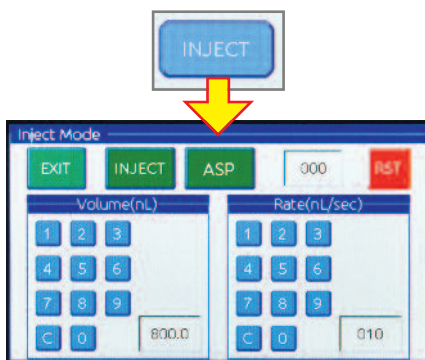 INJECT
Inject Mode
EXIT INJECT ASP 000 RST
Volume(nL) Rate(nL/sec)
1 2 3 1 2 3
4 5 6 4 5 6
7 8 9 7 8 9
C 0 800.0 C 0 010